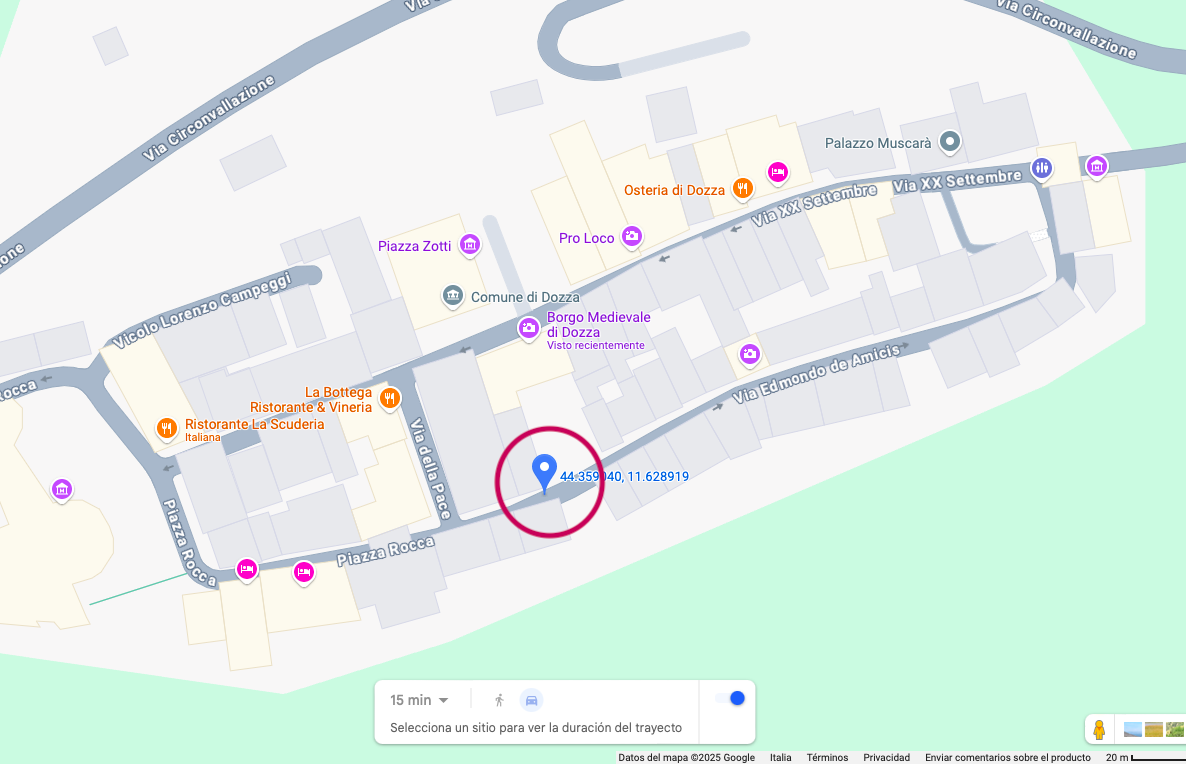 Via
Via Circonvallazione
Via Circonvallazione
one
Palazzo Muscarà
Via XX Settembre
Osteria di Dozza
Via XX Settembre
Pro Loco
Piazza Zotti
Comune di Dozza
Vicolo Lorenzo Campeggi
Borgo Medievale
di Dozza
Visto recientemente
Via Edmondo de Amicis
Rocca
La Bottega
Ristorante & Vineria
Ristorante La Scuderia
Italiana
Via della Pace
44.359040, 11.628919
Piazza Rocca
Piazza Rocca
15 min
Selecciona un sitio para ver la duración del trayecto
Datos del mapa ©2025 Google Italia Términos Privacidad Enviar comentarios sobre el producto 20 m